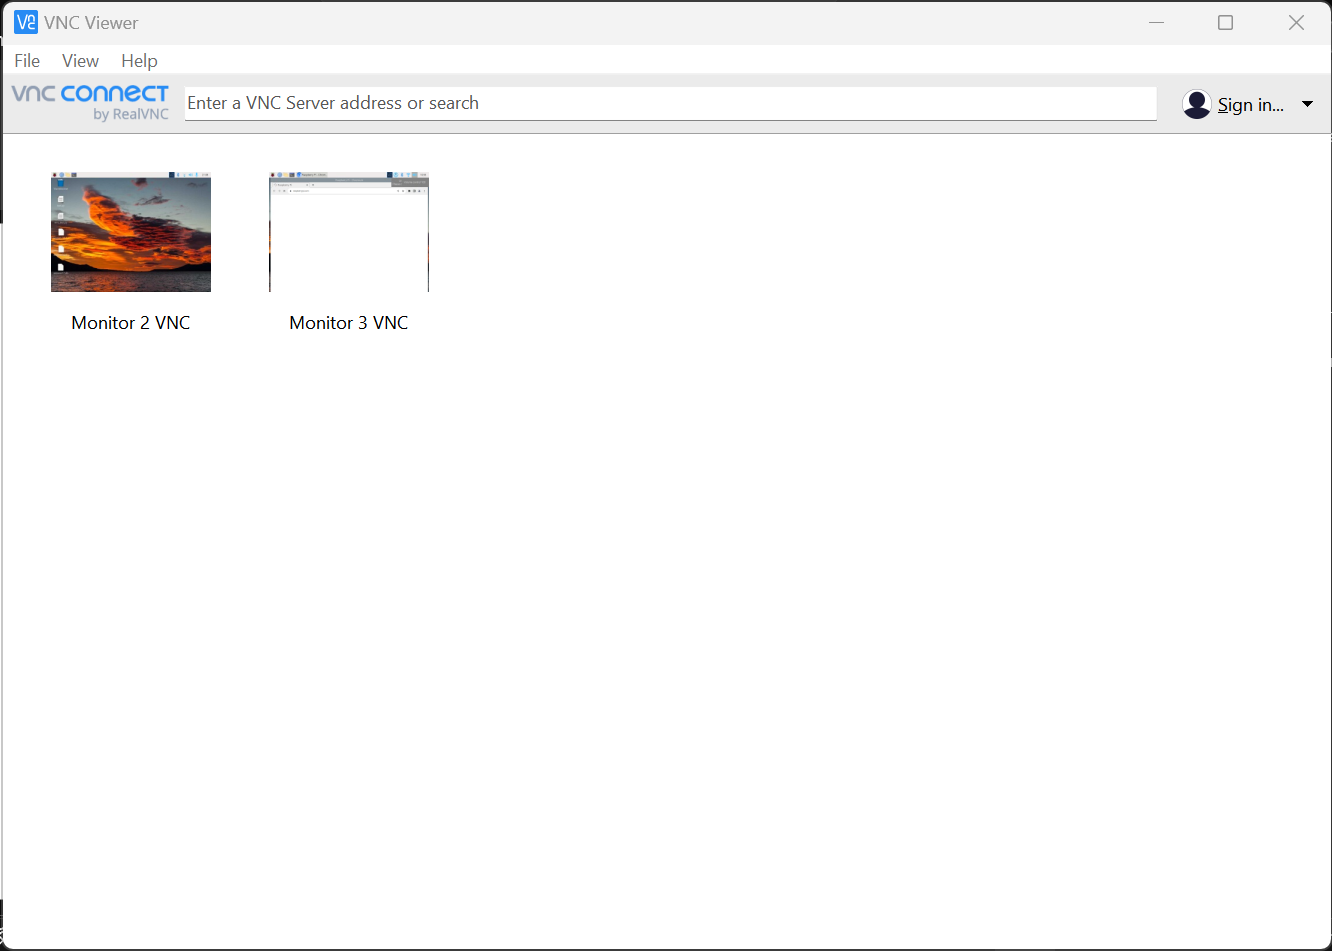 VNC Viewer
File View Help
vnc connect
by RealVNC
Enter a VNC Server address or search
Sign in...
Monitor 2 VNC
Monitor 3 VNC